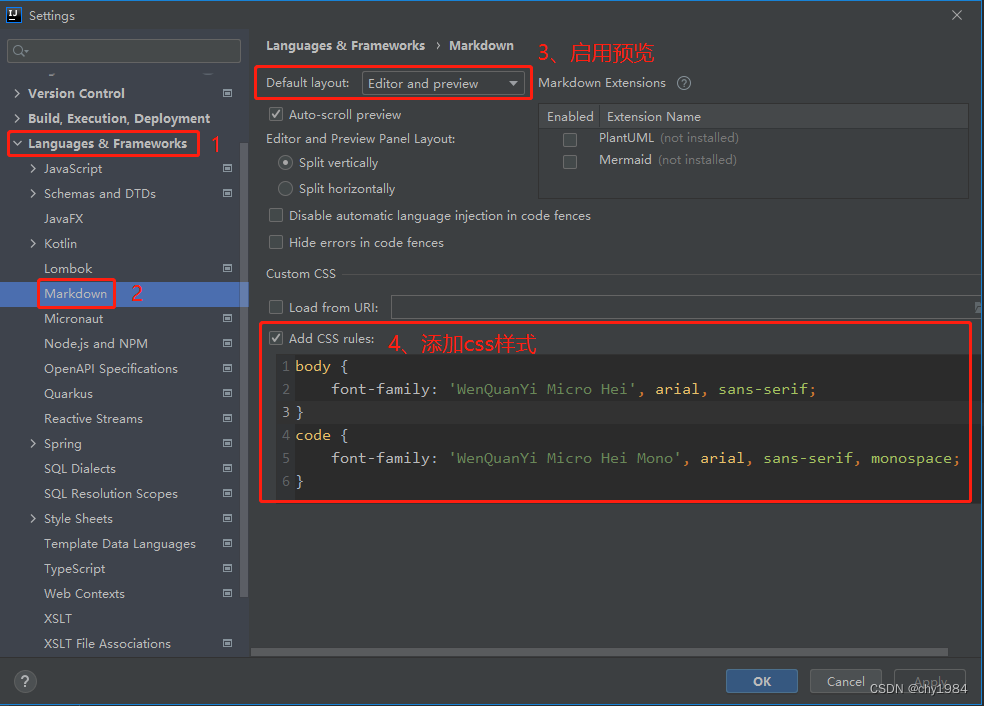 IJ
Settings
Version Control
Build, Execution, Deployment
Languages & Frameworks
1
JavaScript
Schemas and DTDs
JavaFX
Kotlin
Lombok
Markdown
2
Micronaut
Node.js and NPM
OpenAPI Specifications
Quarkus
Reactive Streams
Spring
SQL Dialects
SQL Resolution Scopes
Style Sheets
Template Data Languages
TypeScript
Web Contexts
XSLT
XSLT File Associations
Languages & Frameworks › Markdown
3、启用预览
Default layout: Editor and preview
Markdown Extensions ?
Auto-scroll preview
Enabled Extension Name
PlantUML (not installed)
Mermaid (not installed)
Editor and Preview Panel Layout:
Split vertically
Split horizontally
Disable automatic language injection in code fences
Hide errors in code fences
Custom CSS
Load from URI:
Add CSS rules:
4、添加css样式
1 body {
2 font-family: 'WenQuanYi Micro Hei', arial, sans-serif;
3 }
4 code {
5 font-family: 'WenQuanYi Micro Hei Mono', arial, sans-serif, monospace;
6 }
?
OK
Cancel
Apply
CSDN @chy1984